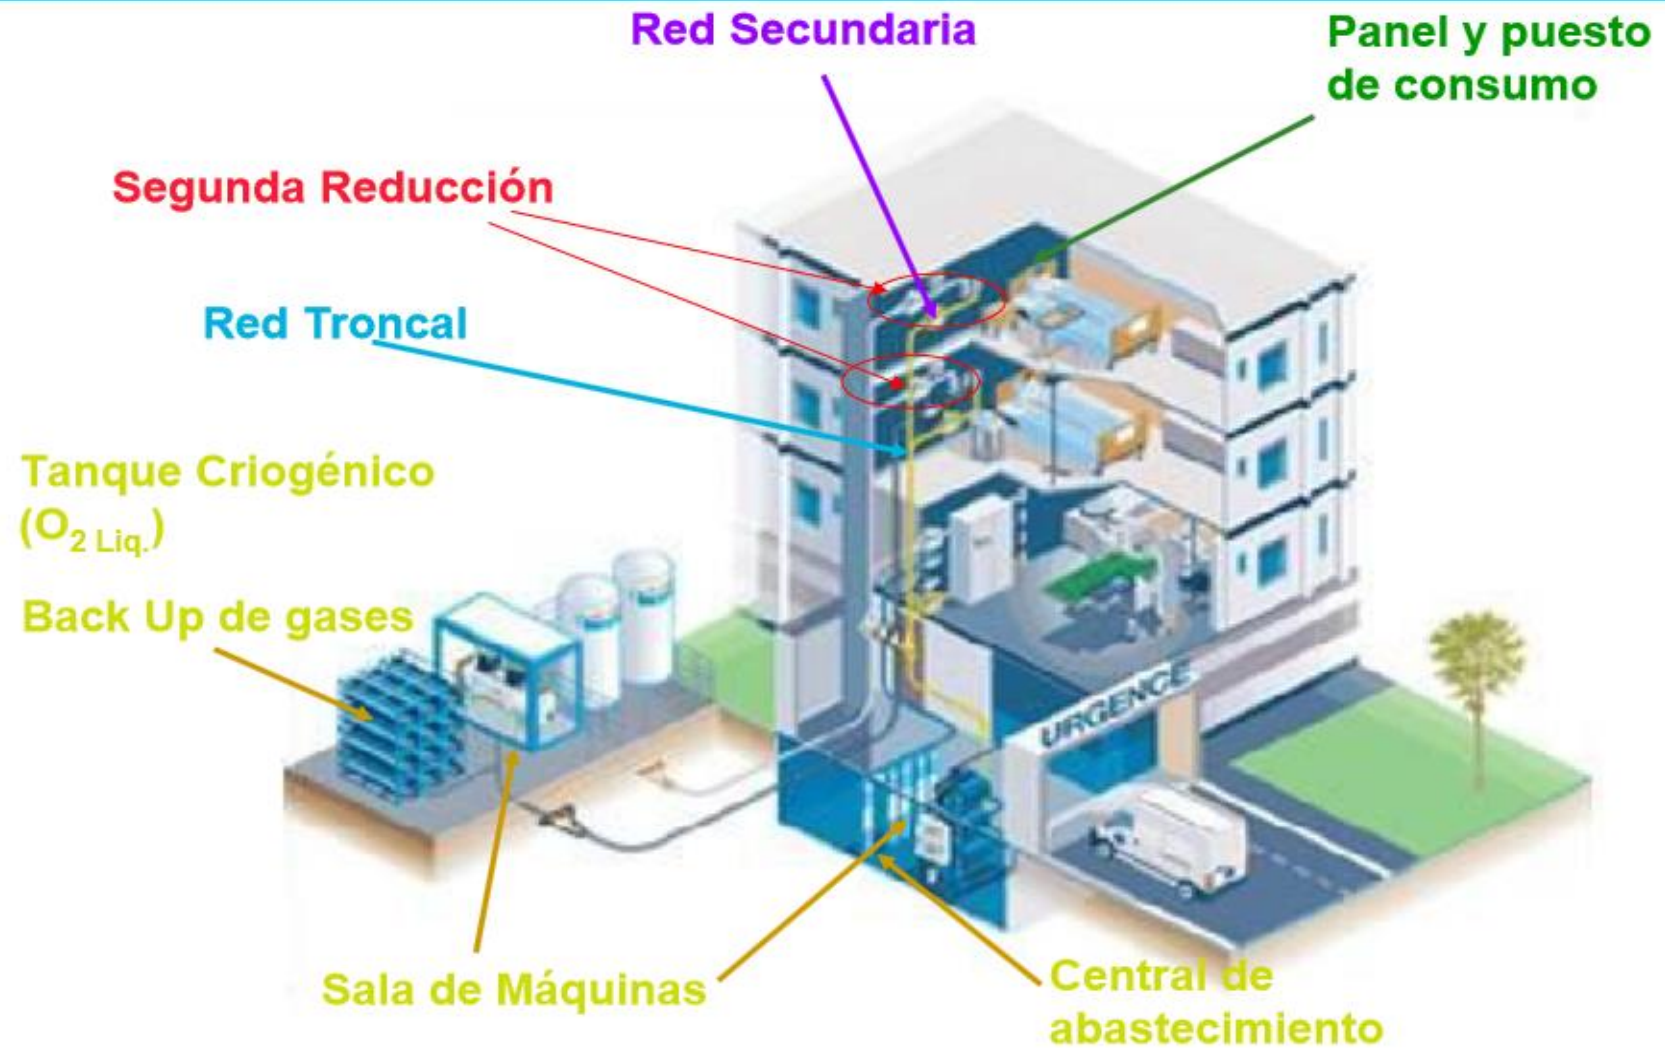 Red Secundaria
Panel y puesto
de consumo
Segunda Reducción
Red Troncal
Tanque Criogénico
(O2 Liq.)
Back Up de gases
URGENCE
Sala de Máquinas
Central de
abastecimiento